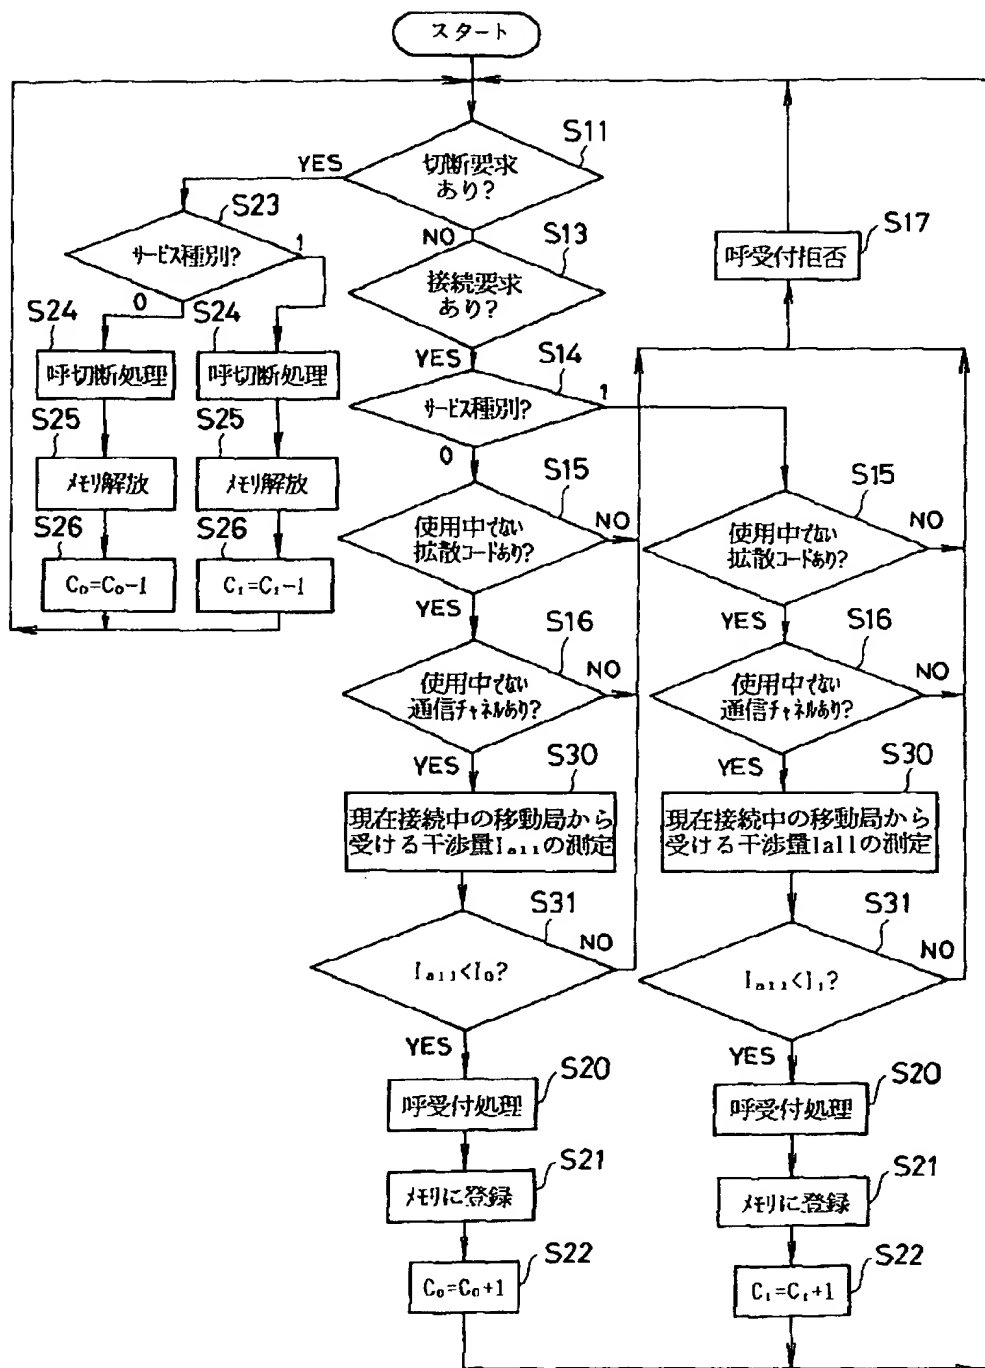 スタート
S11
切断要求
あり?
YES
NO
S23
サービス種別?
1
0
S13
接続要求
あり?
YES
S17
呼受付拒否
S24
呼切断処理
S24
呼切断処理
S14
サービス種別?
1
0
S25
メモリ解放
S25
メモリ解放
S26
C₀=C₀-1
S26
C₁=C₁-1
S15
使用中でない
拡散コードあり?
NO
YES
S15
使用中でない
拡散コードあり?
NO
YES
S16
使用中でない
通信チャネルあり?
NO
YES
S16
使用中でない
通信チャネルあり?
NO
YES
S30
現在接続中の移動局から
受ける干渉量Iallの測定
S30
現在接続中の移動局から
受ける干渉量Iallの測定
S31
Iall<I₀?
NO
YES
S31
Iall<I₁?
NO
YES
S20
呼受付処理
S20
呼受付処理
S21
メモリに登録
S21
メモリに登録
S22
C₀=C₀+1
S22
C₁=C₁+1